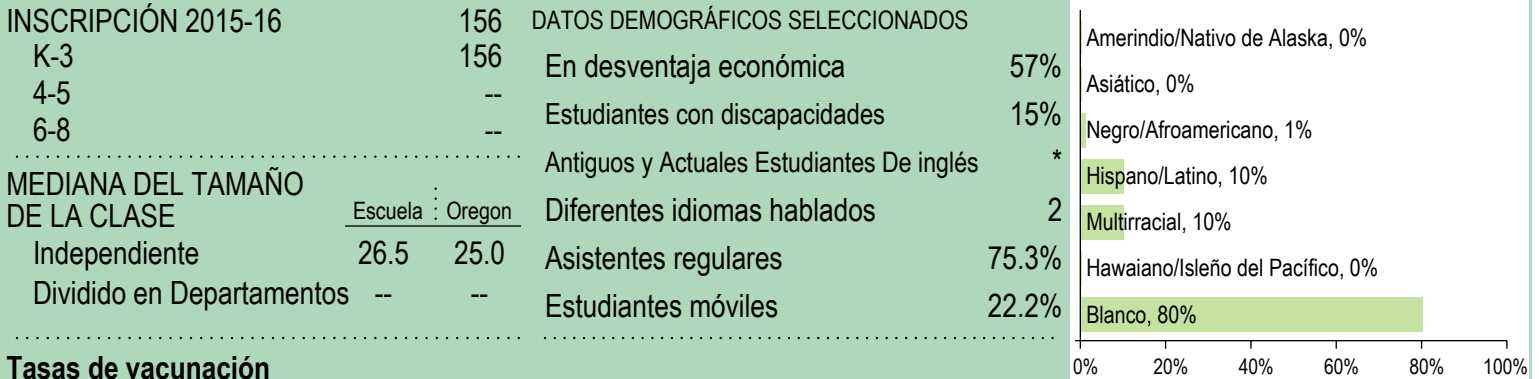 INSCRIPCIÓN 2015-16 156
K-3 156
4-5 --
6-8 --
MEDIANA DEL TAMAÑO
DE LA CLASE Escuela Oregon
Independiente 26.5 25.0
Dividido en Departamentos -- --
Tasas de vacunación
DATOS DEMOGRÁFICOS SELECCIONADOS
En desventaja económica 57%
Estudiantes con discapacidades 15%
Antiguos y Actuales Estudiantes De inglés *
Diferentes idiomas hablados 2
Asistentes regulares 75.3%
Estudiantes móviles 22.2%
Amerindio/Nativo de Alaska, 0%
Asiático, 0%
Negro/Afroamericano, 1%
Hispano/Latino, 10%
Multirracial, 10%
Hawaiano/Isleño del Pacífico, 0%
Blanco, 80%
0% 20% 40% 60% 80% 100%